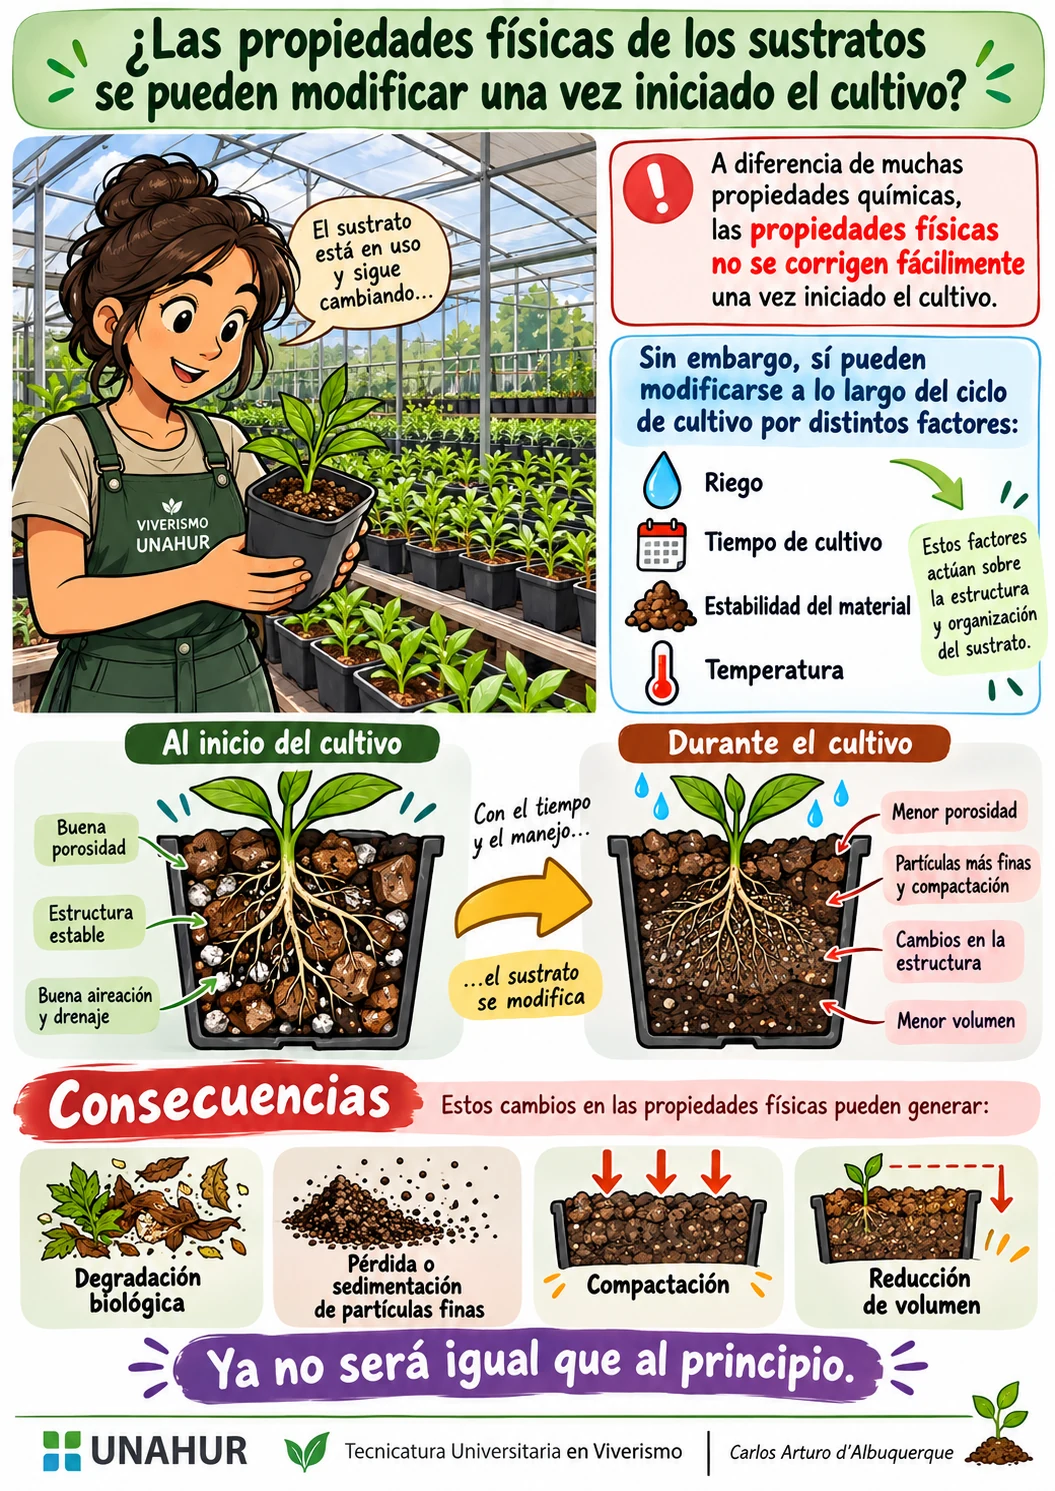 ¿Las propiedades físicas de los sustratos
se pueden modificar una vez iniciado el cultivo?
El sustrato
está en uso
y sigue
cambiando...
VIVERISMO
UNAHUR
A diferencia de muchas
propiedades químicas,
las propiedades físicas
no se corrigen fácilmente
una vez iniciado el cultivo.
Sin embargo, sí pueden
modificarse a lo largo del ciclo
de cultivo por distintos factores:
Riego
Tiempo de cultivo
Estabilidad del material
Temperatura
Estos factores
actúan sobre
la estructura
y organización
del sustrato.
Al inicio del cultivo
Buena
porosidad
Estructura
estable
Buena aireación
y drenaje
Con el tiempo
y el manejo...
...el sustrato
se modifica
Durante el cultivo
Menor porosidad
Partículas más finas
y compactación
Cambios en la
estructura
Menor volumen
Consecuencias
Estos cambios en las propiedades físicas pueden generar:
Degradación
biológica
Pérdida o
sedimentación
de partículas finas
Compactación
Reducción
de volumen
Ya no será igual que al principio.
UNAHUR
Tecnicatura Universitaria en Viverismo
Carlos Arturo d'Albuquerque